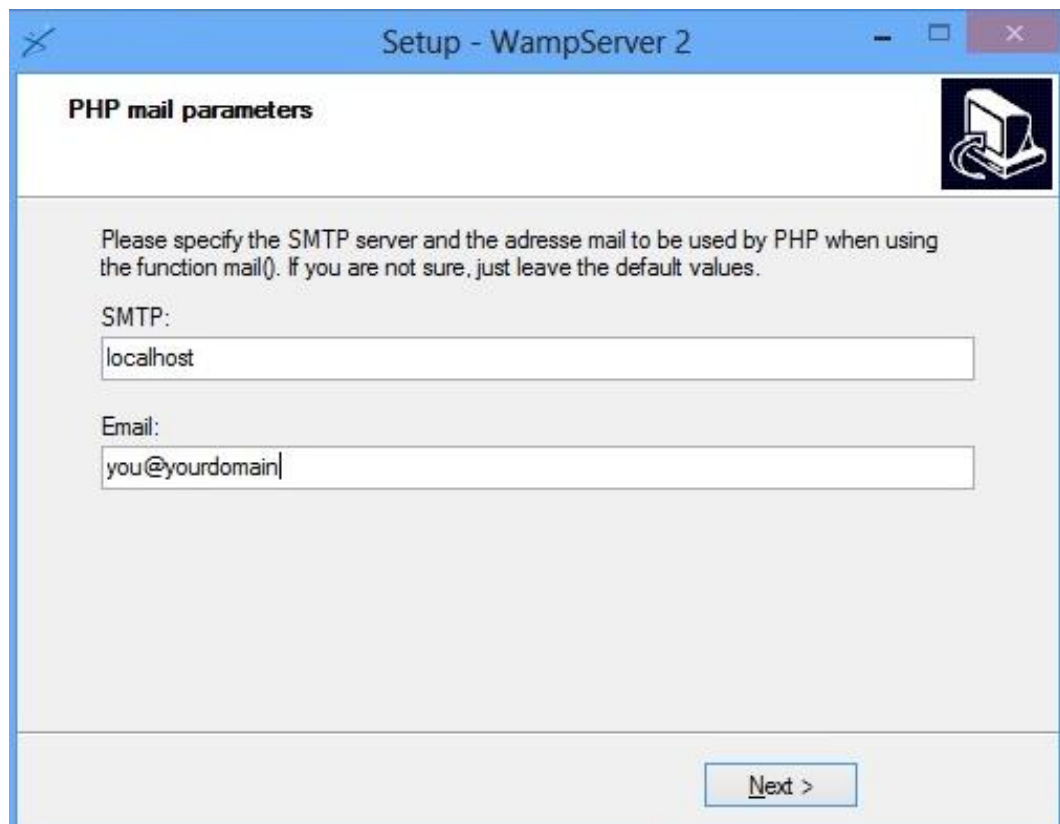 Setup - WampServer 2
PHP mail parameters
Please specify the SMTP server and the adresse mail to be used by PHP when using
the function mail(). If you are not sure, just leave the default values.
SMTP:
localhost
Email:
you@yourdomain
Next >